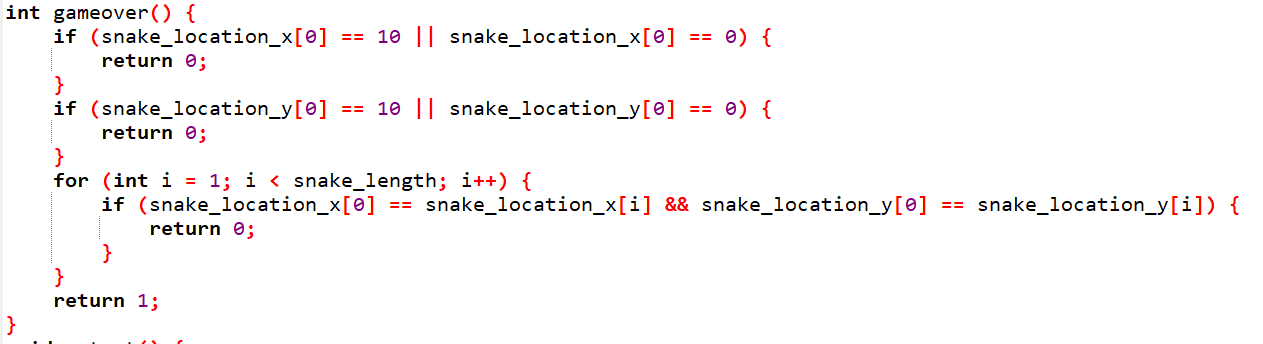 int gameover() {
    if (snake_location_x[0] == 10 || snake_location_x[0] == 0) {
        return 0;
    }
    if (snake_location_y[0] == 10 || snake_location_y[0] == 0) {
        return 0;
    }
    for (int i = 1; i < snake_length; i++) {
        if (snake_location_x[0] == snake_location_x[i] && snake_location_y[0] == snake_location_y[i]) {
            return 0;
        }
    }
    return 1;
}